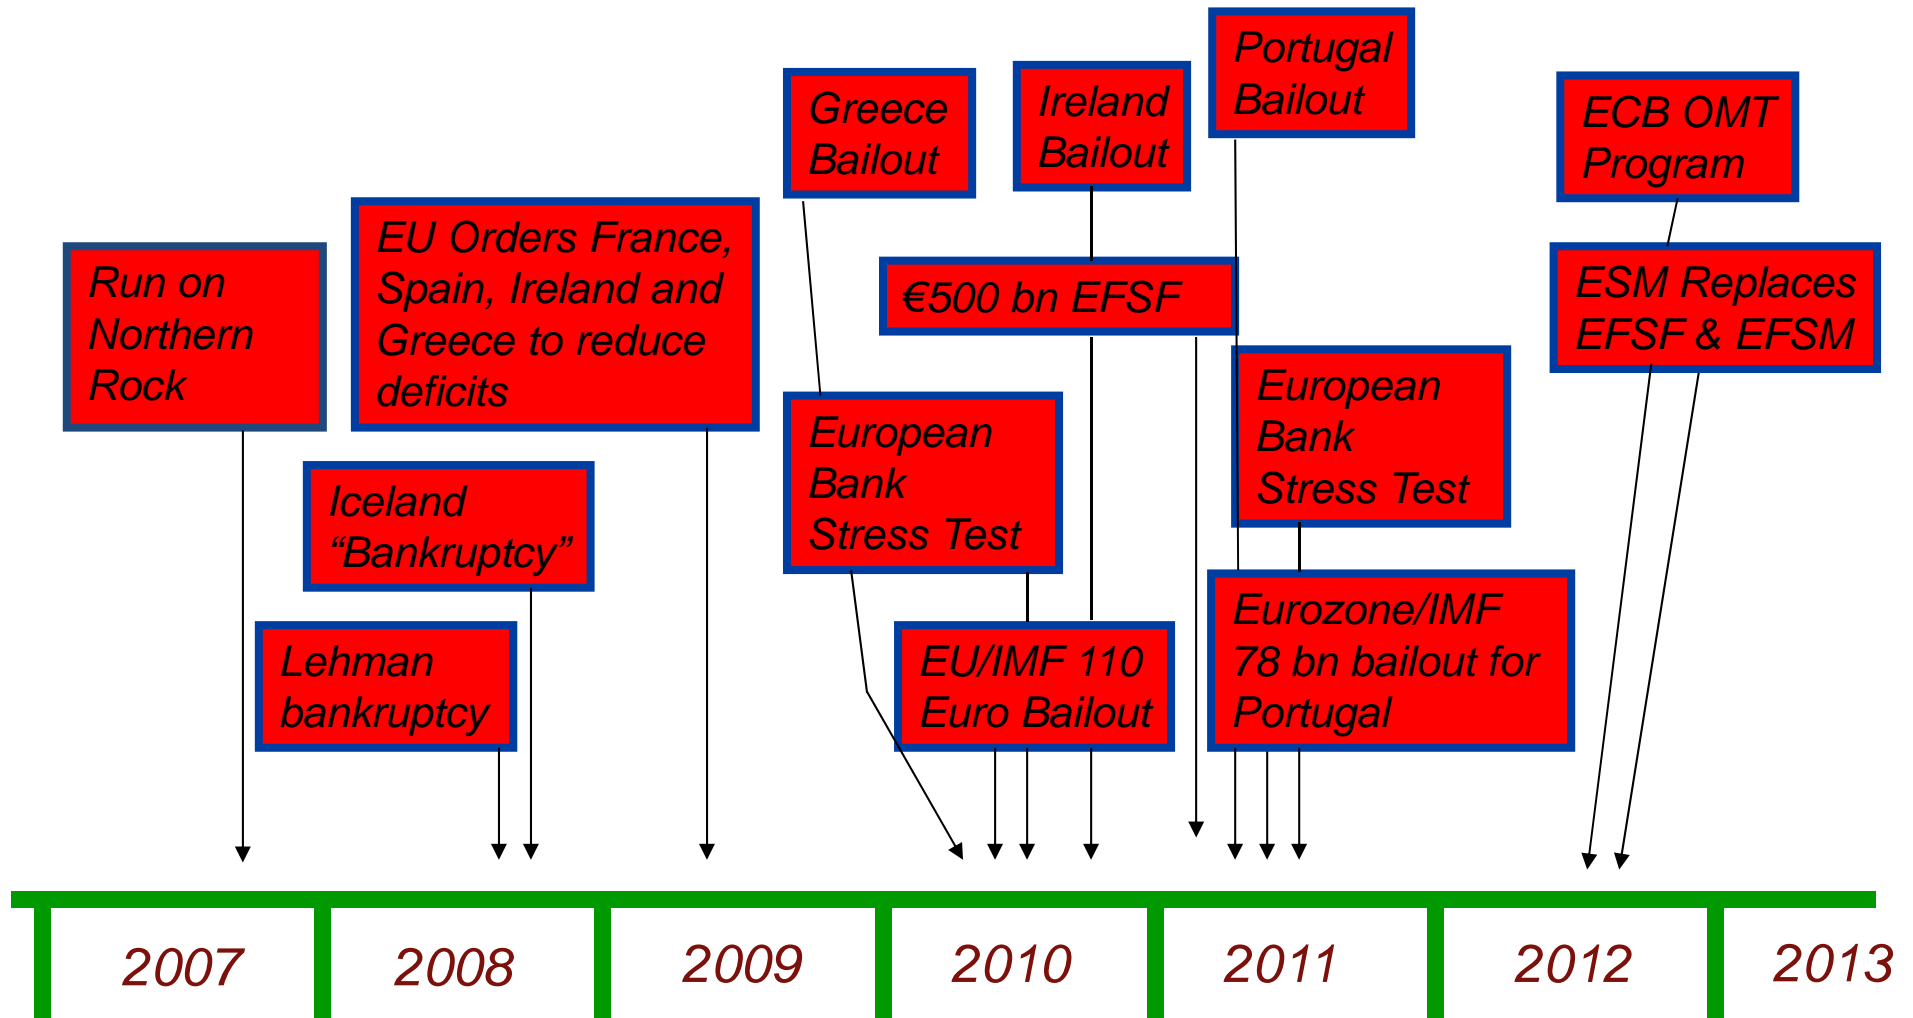 Run on
Northern
Rock
EU Orders France,
Spain, Ireland and
Greece to reduce
deficits
Iceland
“Bankruptcy”
Lehman
bankruptcy
Greece
Bailout
Ireland
Bailout
Portugal
Bailout
€500 bn EFSF
European
Bank
Stress Test
EU/IMF 110
Euro Bailout
European
Bank
Stress Test
Eurozone/IMF
78 bn bailout for
Portugal
ECB OMT
Program
ESM Replaces
EFSF & EFSM
2007
2008
2009
2010
2011
2012
2013